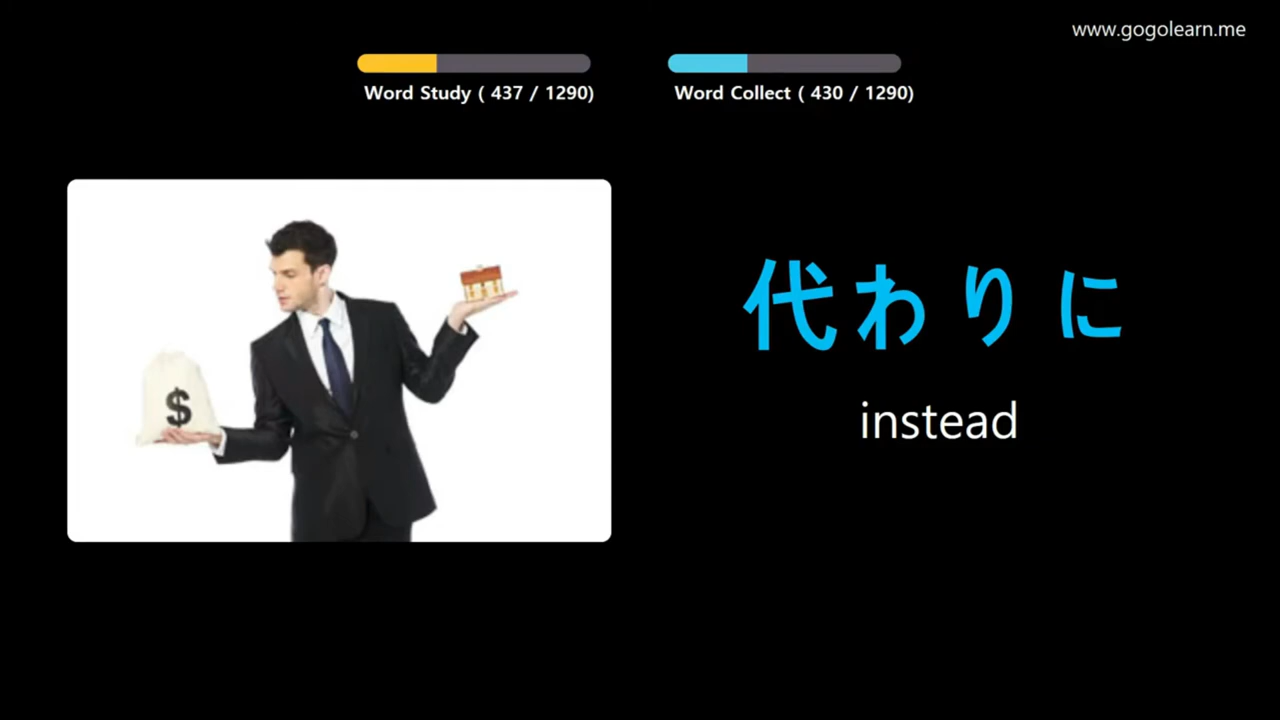 www.gogolearn.me
Word Study ( 437 / 1290)
Word Collect ( 430 / 1290)
代わりに
instead
$